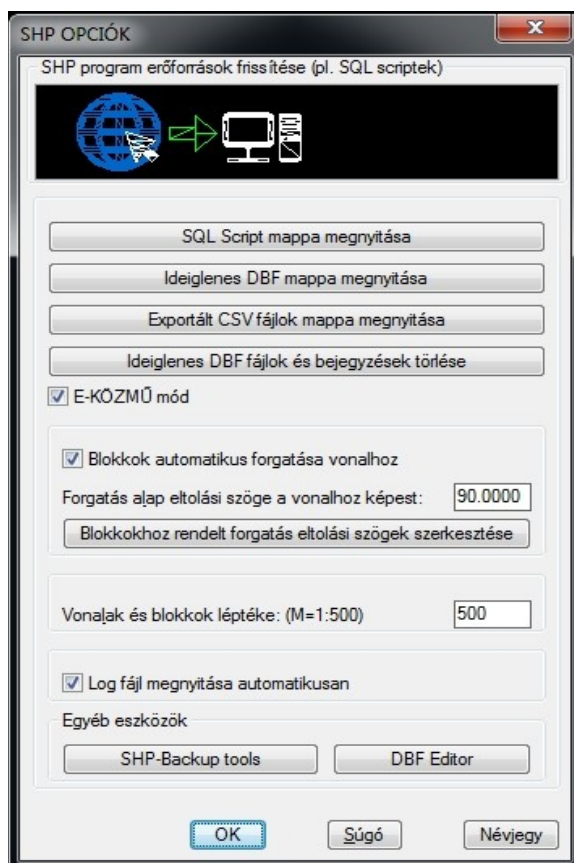 SHP OPCIÓK
SHP program erőforrások frissítése (pl. SQL scriptek)
SQL Script mappa megnyitása
Ideiglenes DBF mappa megnyitása
Exportált CSV fájlok mappa megnyitása
Ideiglenes DBF fájlok és bejegyzések törlése
E-KÖZMŰ mód
Blokkok automatikus forgatása vonalhoz
Forgatás alap eltolási szöge a vonalhoz képest: 90.0000
Blokkokhoz rendelt forgatás eltolási szögek szerkesztése
Vonalak és blokkok léptéke: (M=1:500) 500
Log fájl megnyitása automatikusan
Egyéb eszközök
SHP-Backup tools DBF Editor
OK Súgó Névjegy